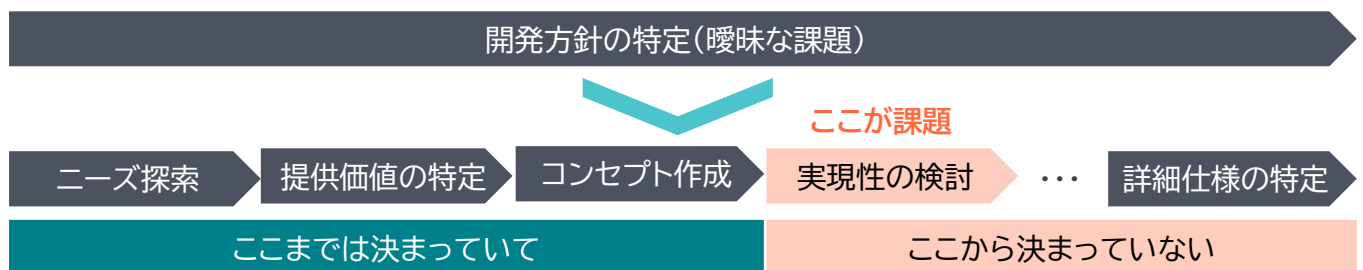 開発方針の特定(曖昧な課題)
ここが課題
ニーズ探索
提供価値の特定
コンセプト作成
実現性の検討
･･･
詳細仕様の特定
ここまでは決まっていて
ここから決まっていない